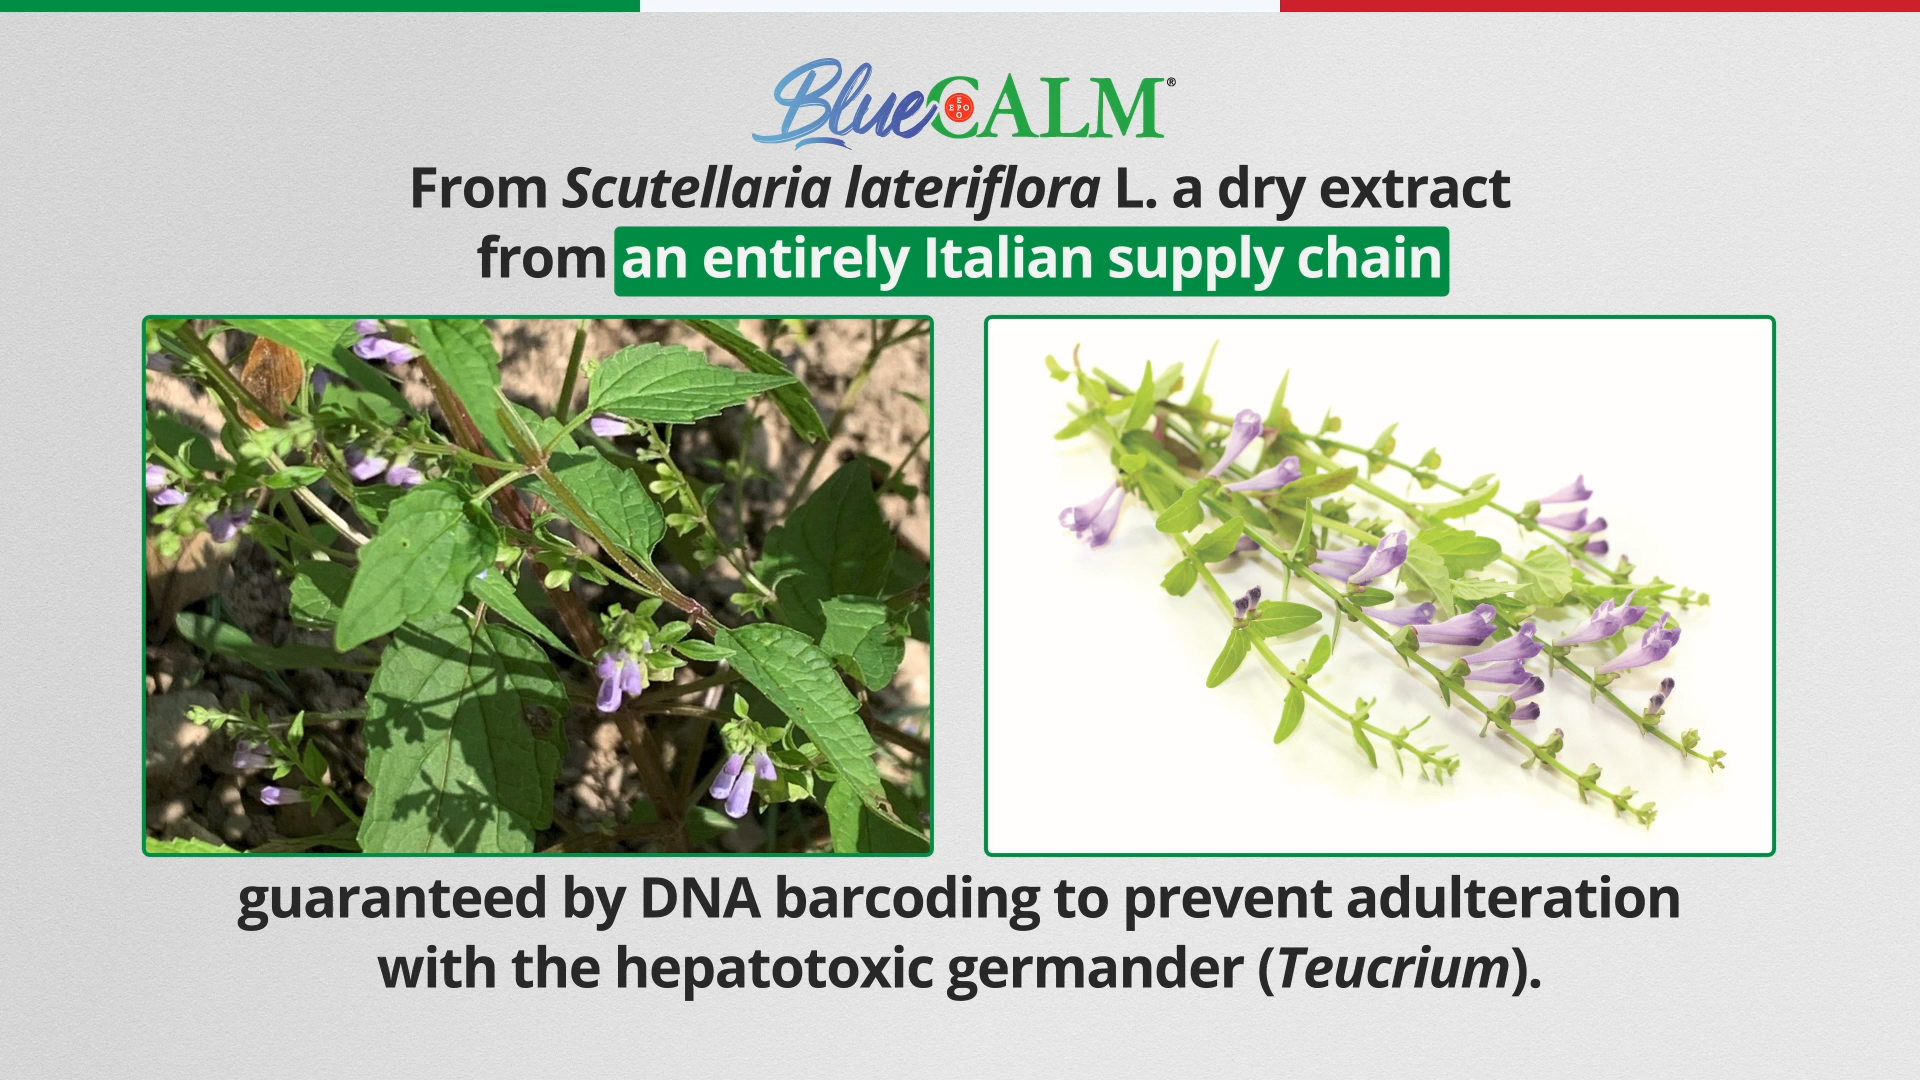 BlueCALM®
EPO
From Scutellaria lateriflora L. a dry extract
from an entirely Italian supply chain
guaranteed by DNA barcoding to prevent adulteration
with the hepatotoxic germander (Teucrium).